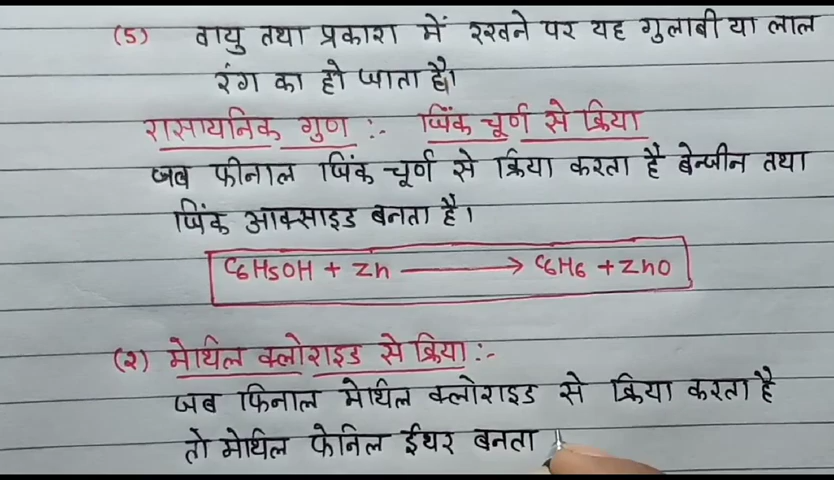 (5) वायु तथा प्रकाश में रखने पर यह गुलाबी या लाल
रंग का हो जाता है।
रासायनिक गुण :- जिंक चूर्ण से क्रिया
जब फीनाल जिंक चूर्ण से क्रिया करता है बेन्जीन तथा
जिंक आक्साइड बनता है।
C6H5OH + Zn ⟶ C6H6 + ZnO
(२) मेथिल क्लोराइड से क्रिया :-
जब फिनाल मेथिल क्लोराइड से क्रिया करता है
तो मेथिल फेनिल ईथर बनता